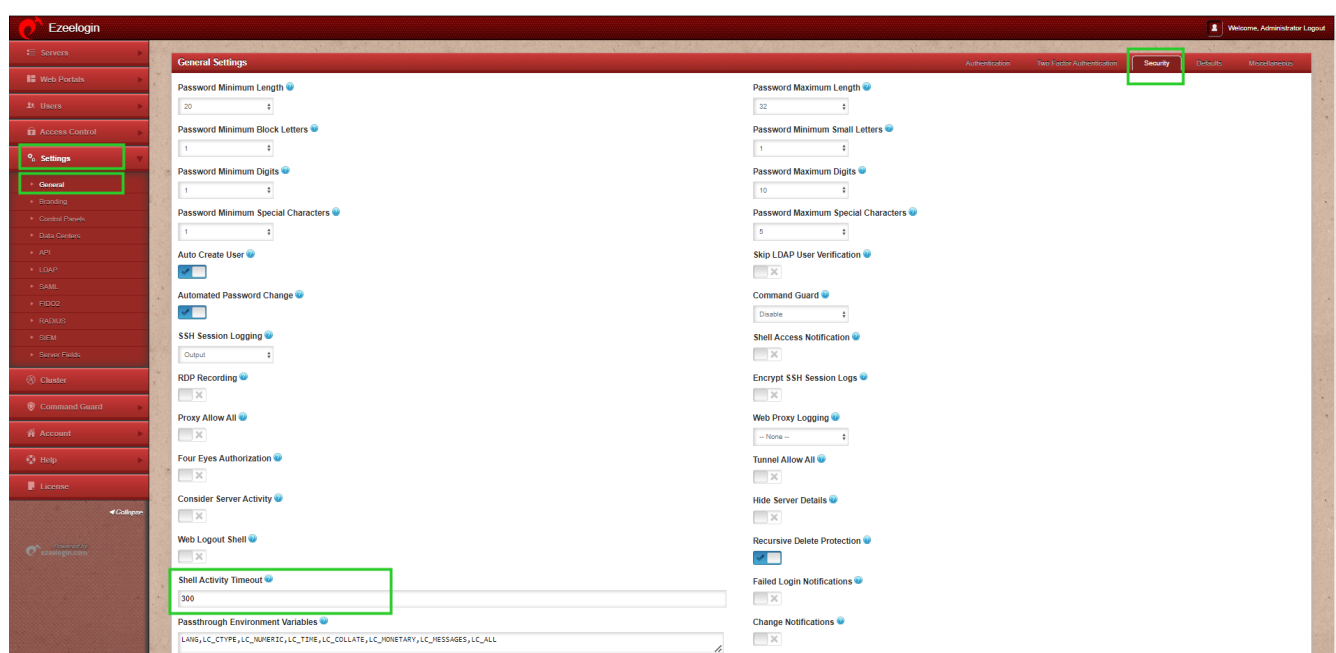 Ezeelogin
Welcome, Administrator Logout
Servers
Web Portals
Users
Access Control
Settings
General
Branding
Control Panels
Data Centers
API
LDAP
SAML
FIDO2
RADIUS
SIEM
Server Fields
Cluster
Command Guard
Account
Help
License
Collapse
Powered by
ezeelogin.com
General Settings
Authentication
Two Factor Authentication
Security
Defaults
Miscellaneous
Password Minimum Length
20
Password Maximum Length
32
Password Minimum Block Letters
1
Password Minimum Small Letters
1
Password Minimum Digits
1
Password Maximum Digits
10
Password Minimum Special Characters
1
Password Maximum Special Characters
5
Auto Create User
Skip LDAP User Verification
Automated Password Change
Command Guard
Disable
SSH Session Logging
Output
Shell Access Notification
RDP Recording
Encrypt SSH Session Logs
Proxy Allow All
Web Proxy Logging
-- None --
Four Eyes Authorization
Tunnel Allow All
Consider Server Activity
Hide Server Details
Web Logout Shell
Recursive Delete Protection
Shell Activity Timeout
300
Failed Login Notifications
Passthrough Environment Variables
LANG,LC_CTYPE,LC_NUMERIC,LC_TIME,LC_COLLATE,LC_MONETARY,LC_MESSAGES,LC_ALL
Change Notifications